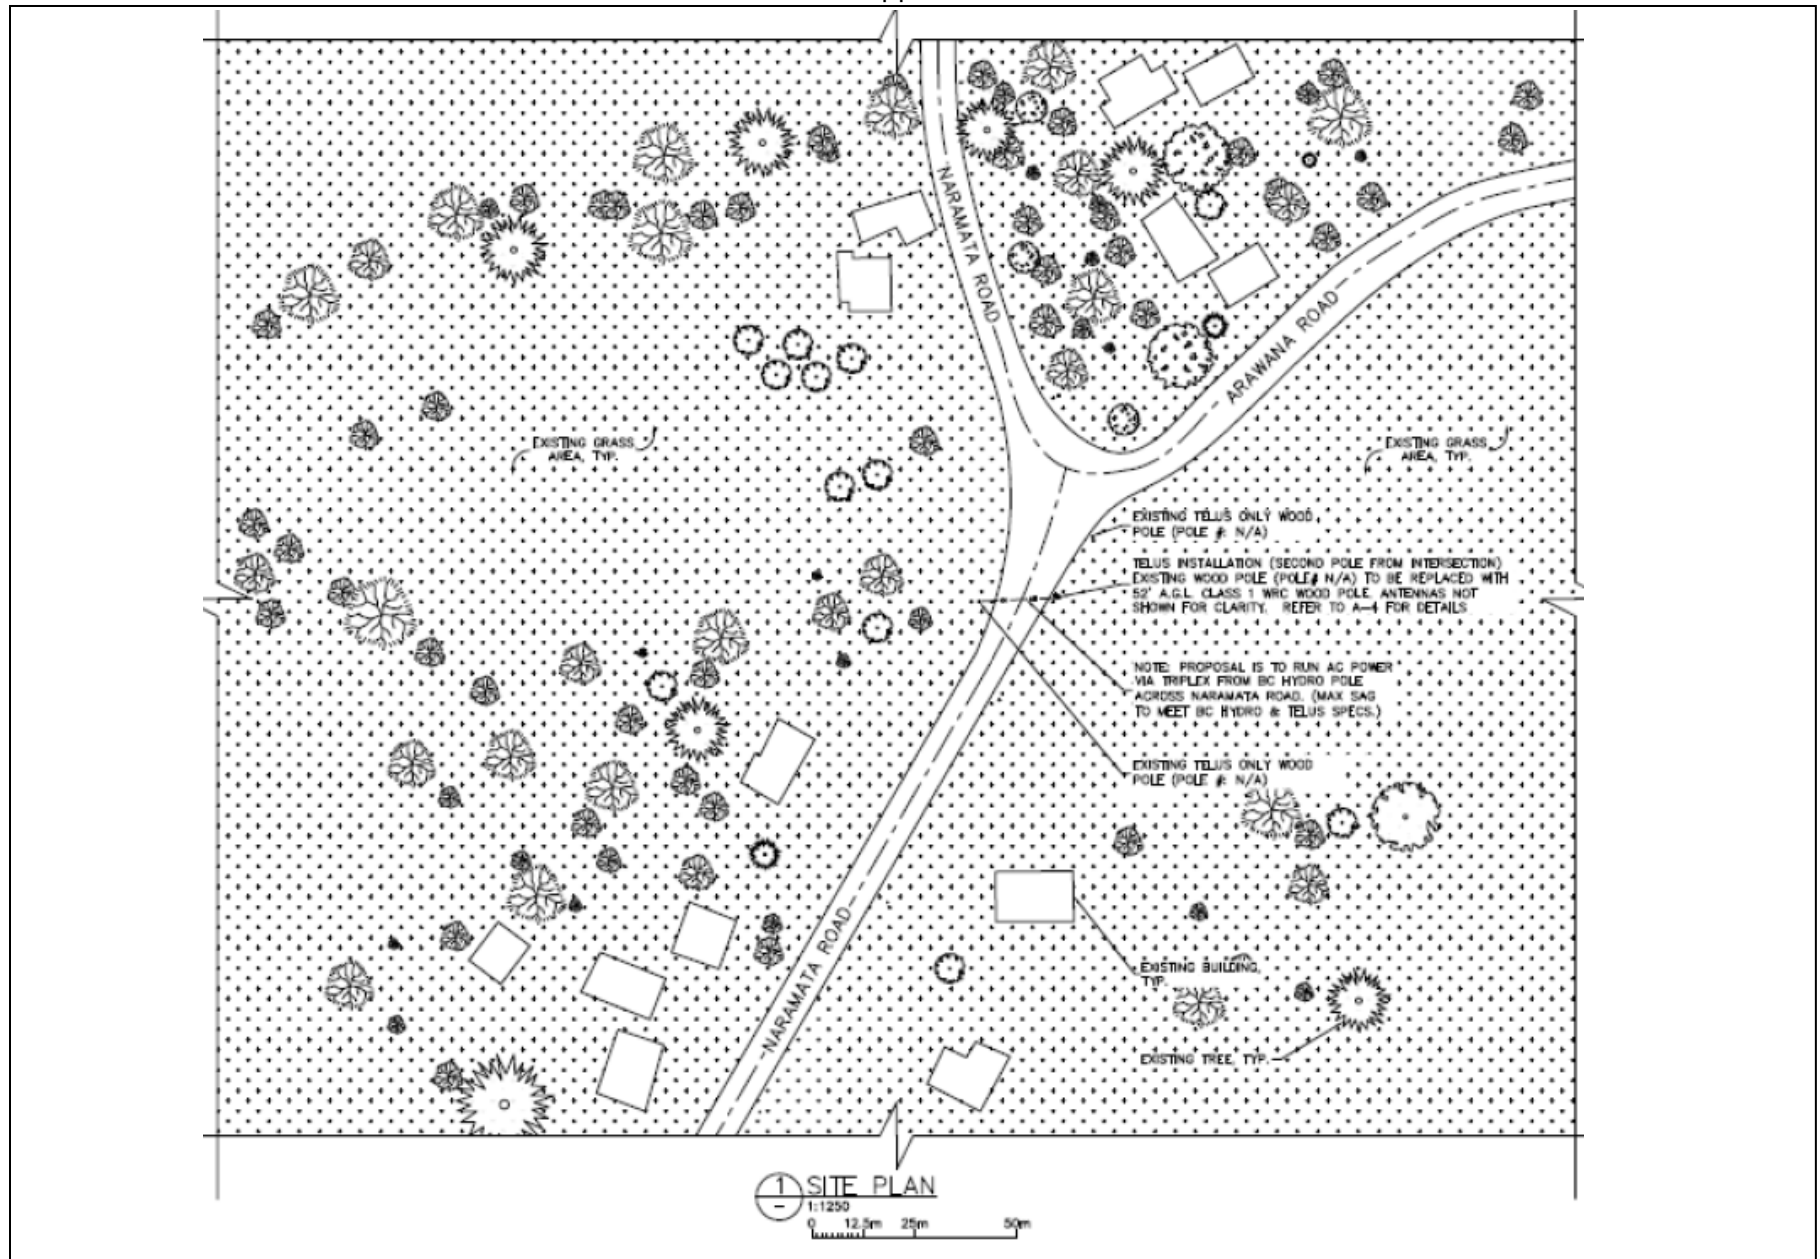 NARAMATA ROAD
ARAWANA ROAD
EXISTING GRASS
AREA, TYP.
EXISTING GRASS
AREA, TYP.
EXISTING TELUS ONLY WOOD
POLE (POLE #: N/A)
TELUS INSTALLATION (SECOND POLE FROM INTERSECTION)
EXISTING WOOD POLE (POLE# N/A) TO BE REPLACED WITH
52' A.G.L. CLASS 1 WRC WOOD POLE. ANTENNAS NOT
SHOWN FOR CLARITY. REFER TO A-4 FOR DETAILS
NOTE: PROPOSAL IS TO RUN AC POWER
VIA TRIPLEX FROM BC HYDRO POLE
ACROSS NARAMATA ROAD. (MAX SAG
TO MEET BC HYDRO & TELUS SPECS.)
EXISTING TELUS ONLY WOOD
POLE (POLE #: N/A)
NARAMATA ROAD
EXISTING BUILDING,
TYP.
EXISTING TREE, TYP.
1
–
SITE PLAN
1:1250
0 12.5m 25m 50m